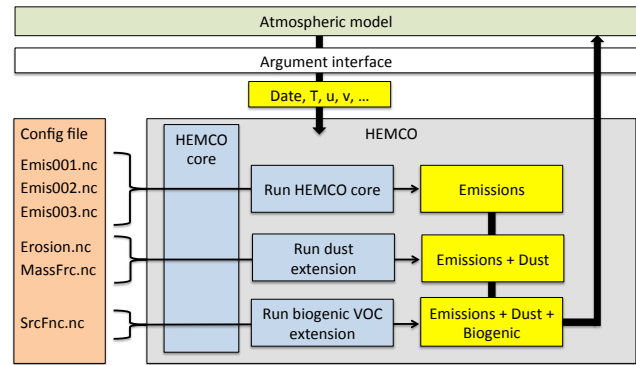 Atmospheric model
Argument interface
Date, T, u, v, ...
Config file
Emis001.nc
Emis002.nc
Emis003.nc
Erosion.nc
MassFrc.nc
SrcFnc.nc
HEMCO
HEMCO
core
Run HEMCO core
Emissions
Run dust
extension
Emissions + Dust
Run biogenic VOC
extension
Emissions + Dust +
Biogenic